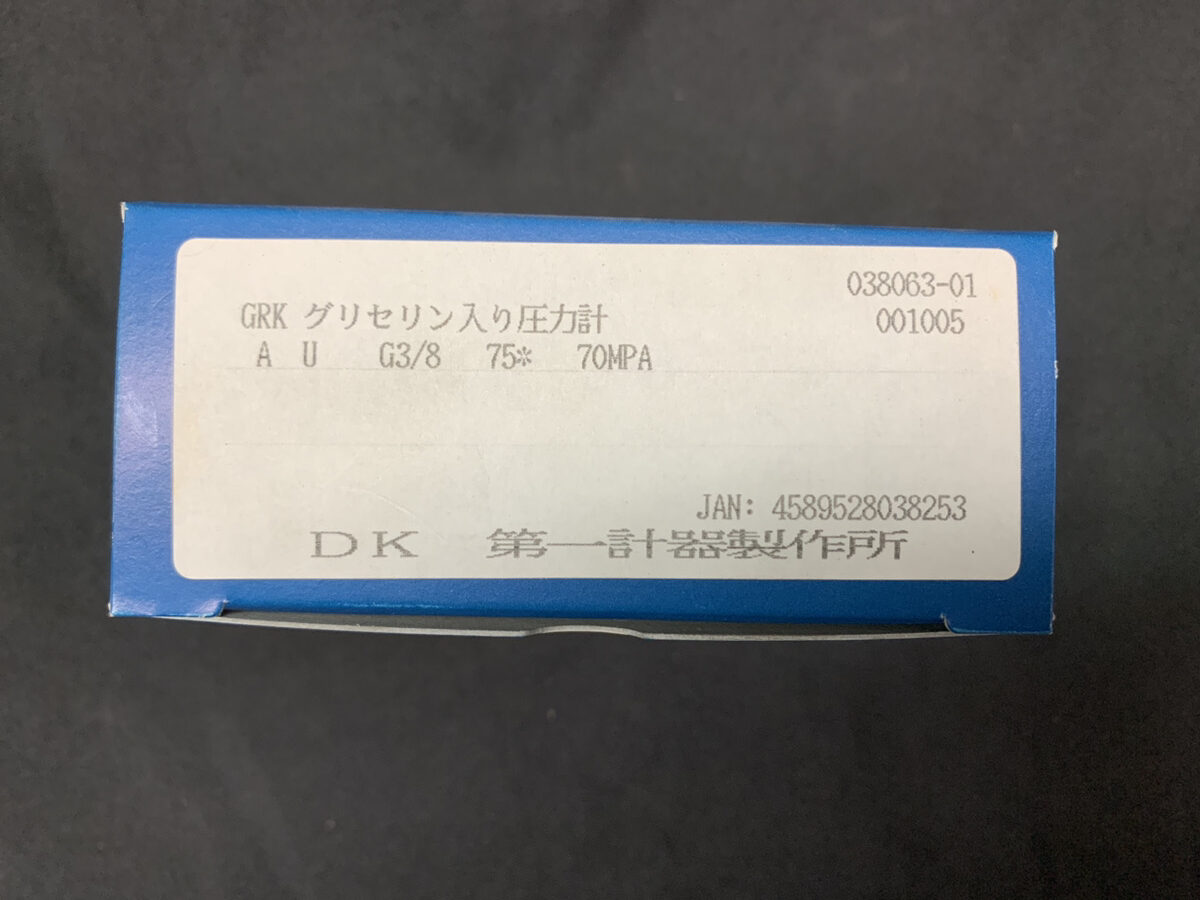 038063-01
GRK グリセリン入り圧力計 001005
A U G3/8 75* 70MPA
JAN: 4589528038253
DK 第一計器製作所